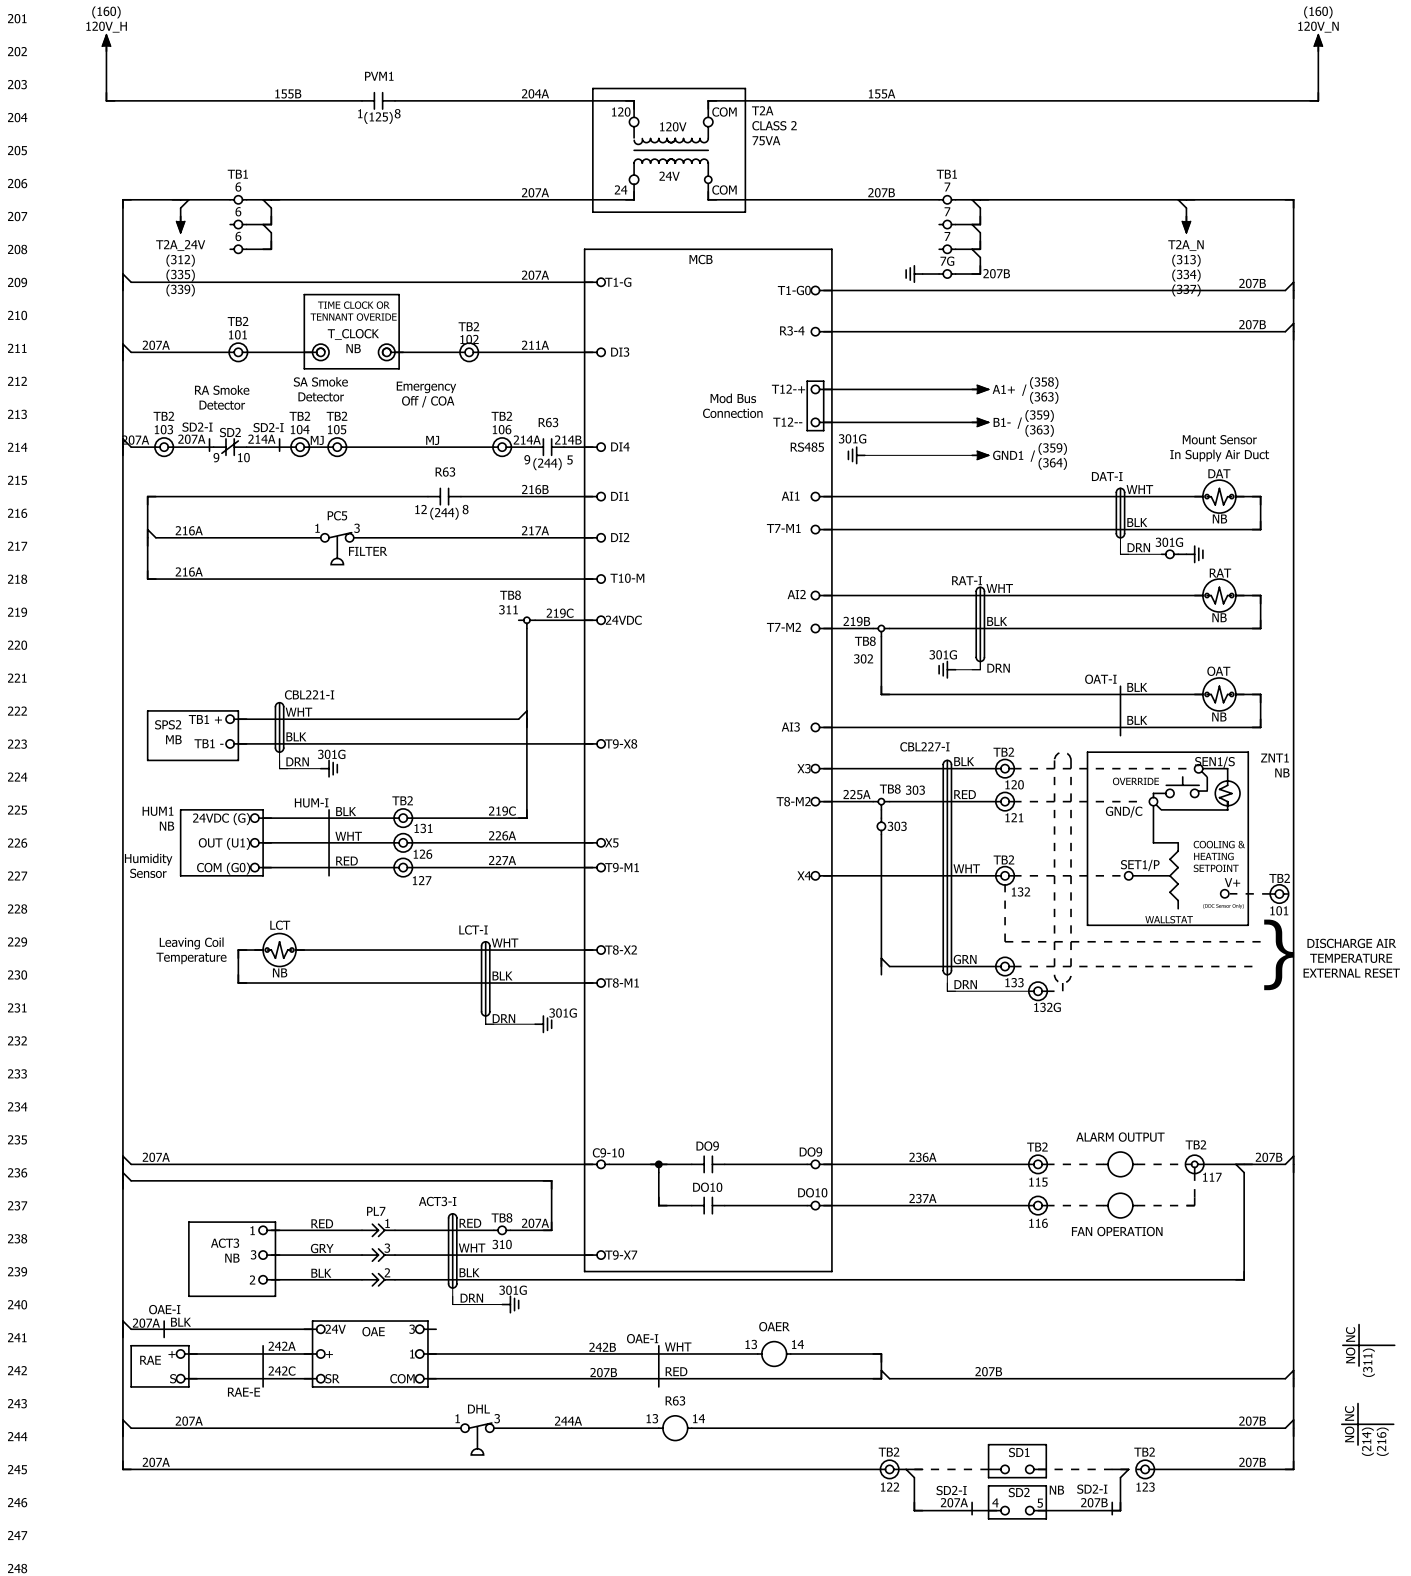 201
(160)
120V_H
(160)
120V_N
202
203
PVM1
155B
204A
155A
1(125)8
204
120
COM
120V
T2A
CLASS 2
75VA
205
206
TB1
6
24V
24
COM
207A
207B
TB1
7
207
6
7
208
6
7
T2A_24V
(312)
(335)
(339)
T2A_N
(313)
(334)
(337)
7G
207B
MCB
209
207A
T1-G
T1-G0
207B
210
TIME CLOCK OR
TENNANT OVERIDE
T_CLOCK
NB
TB2
101
TB2
102
R3-4
207B
211
207A
211A
DI3
212
RA Smoke
Detector
SA Smoke
Detector
Emergency
Off / COA
T12-+
A1+ / (358)
(363)
Mod Bus
Connection
213
TB2
103
SD2-I
SD2
SD2-I
TB2
104
TB2
105
TB2
106
R63
T12--
B1- / (359)
(363)
214
207A
207A
9
10
214A
MJ
MJ
214A
214B
9 (244) 5
DI4
RS485
301G
GND1 / (359)
(364)
Mount Sensor
In Supply Air Duct
215
R63
216B
12 (244) 8
DI1
AI1
DAT-I
WHT
DAT
NB
216
216A
PC5
1
3
FILTER
217A
DI2
T7-M1
BLK
217
DRN
301G
218
216A
T10-M
RAT-I
RAT
219
TB8
311
219C
24VDC
AI2
WHT
NB
T7-M2
219B
BLK
220
TB8
302
301G
DRN
221
CBL221-I
OAT-I
OAT
BLK
222
SPS2
MB
TB1 +
WHT
NB
AI3
BLK
223
TB1 -
BLK
T9-X8
DRN
301G
CBL227-I
TB2
ZNT1
NB
224
X3
BLK
120
SEN1/S
OVERRIDE
225
HUM1
NB
24VDC (G)
HUM-I
BLK
TB2
131
219C
T8-M2
225A
TB8 303
RED
121
GND/C
303
226
OUT (U1)
WHT
126
226A
X5
Humidity
Sensor
COOLING &
HEATING
SETPOINT
227
COM (G0)
RED
127
227A
T9-M1
X4
WHT
TB2
132
SET1/P
V+
(DDC Sensor Only)
TB2
101
228
WALLSTAT
229
Leaving Coil
Temperature
LCT
NB
LCT-I
WHT
T8-X2
DISCHARGE AIR
TEMPERATURE
EXTERNAL RESET
230
BLK
T8-M1
GRN
133
DRN
132G
231
DRN
301G
232
233
234
235
C9-10
DO9
DO9
236A
TB2
115
ALARM OUTPUT
TB2
117
207B
207A
236
237
DO10
DO10
237A
116
FAN OPERATION
238
ACT3
NB
1
RED
PL7
1
ACT3-I
RED
TB8
310
207A
3
GRY
3
WHT
T9-X7
239
2
BLK
2
BLK
240
DRN
301G
OAE-I
207A
BLK
24V
OAE
3
OAER
241
RAE
+
242A
+
1
242B
OAE-I
WHT
13
14
NO
NC
(311)
242
S
242C
SR
COM
207B
RED
207B
RAE-E
243
DHL
R63
207A
1
3
244A
13
14
207B
244
NO
NC
(214)
(216)
245
207A
TB2
122
SD1
TB2
123
207B
246
SD2-I
207A
4
SD2
5
NB
SD2-I
207B
247
248